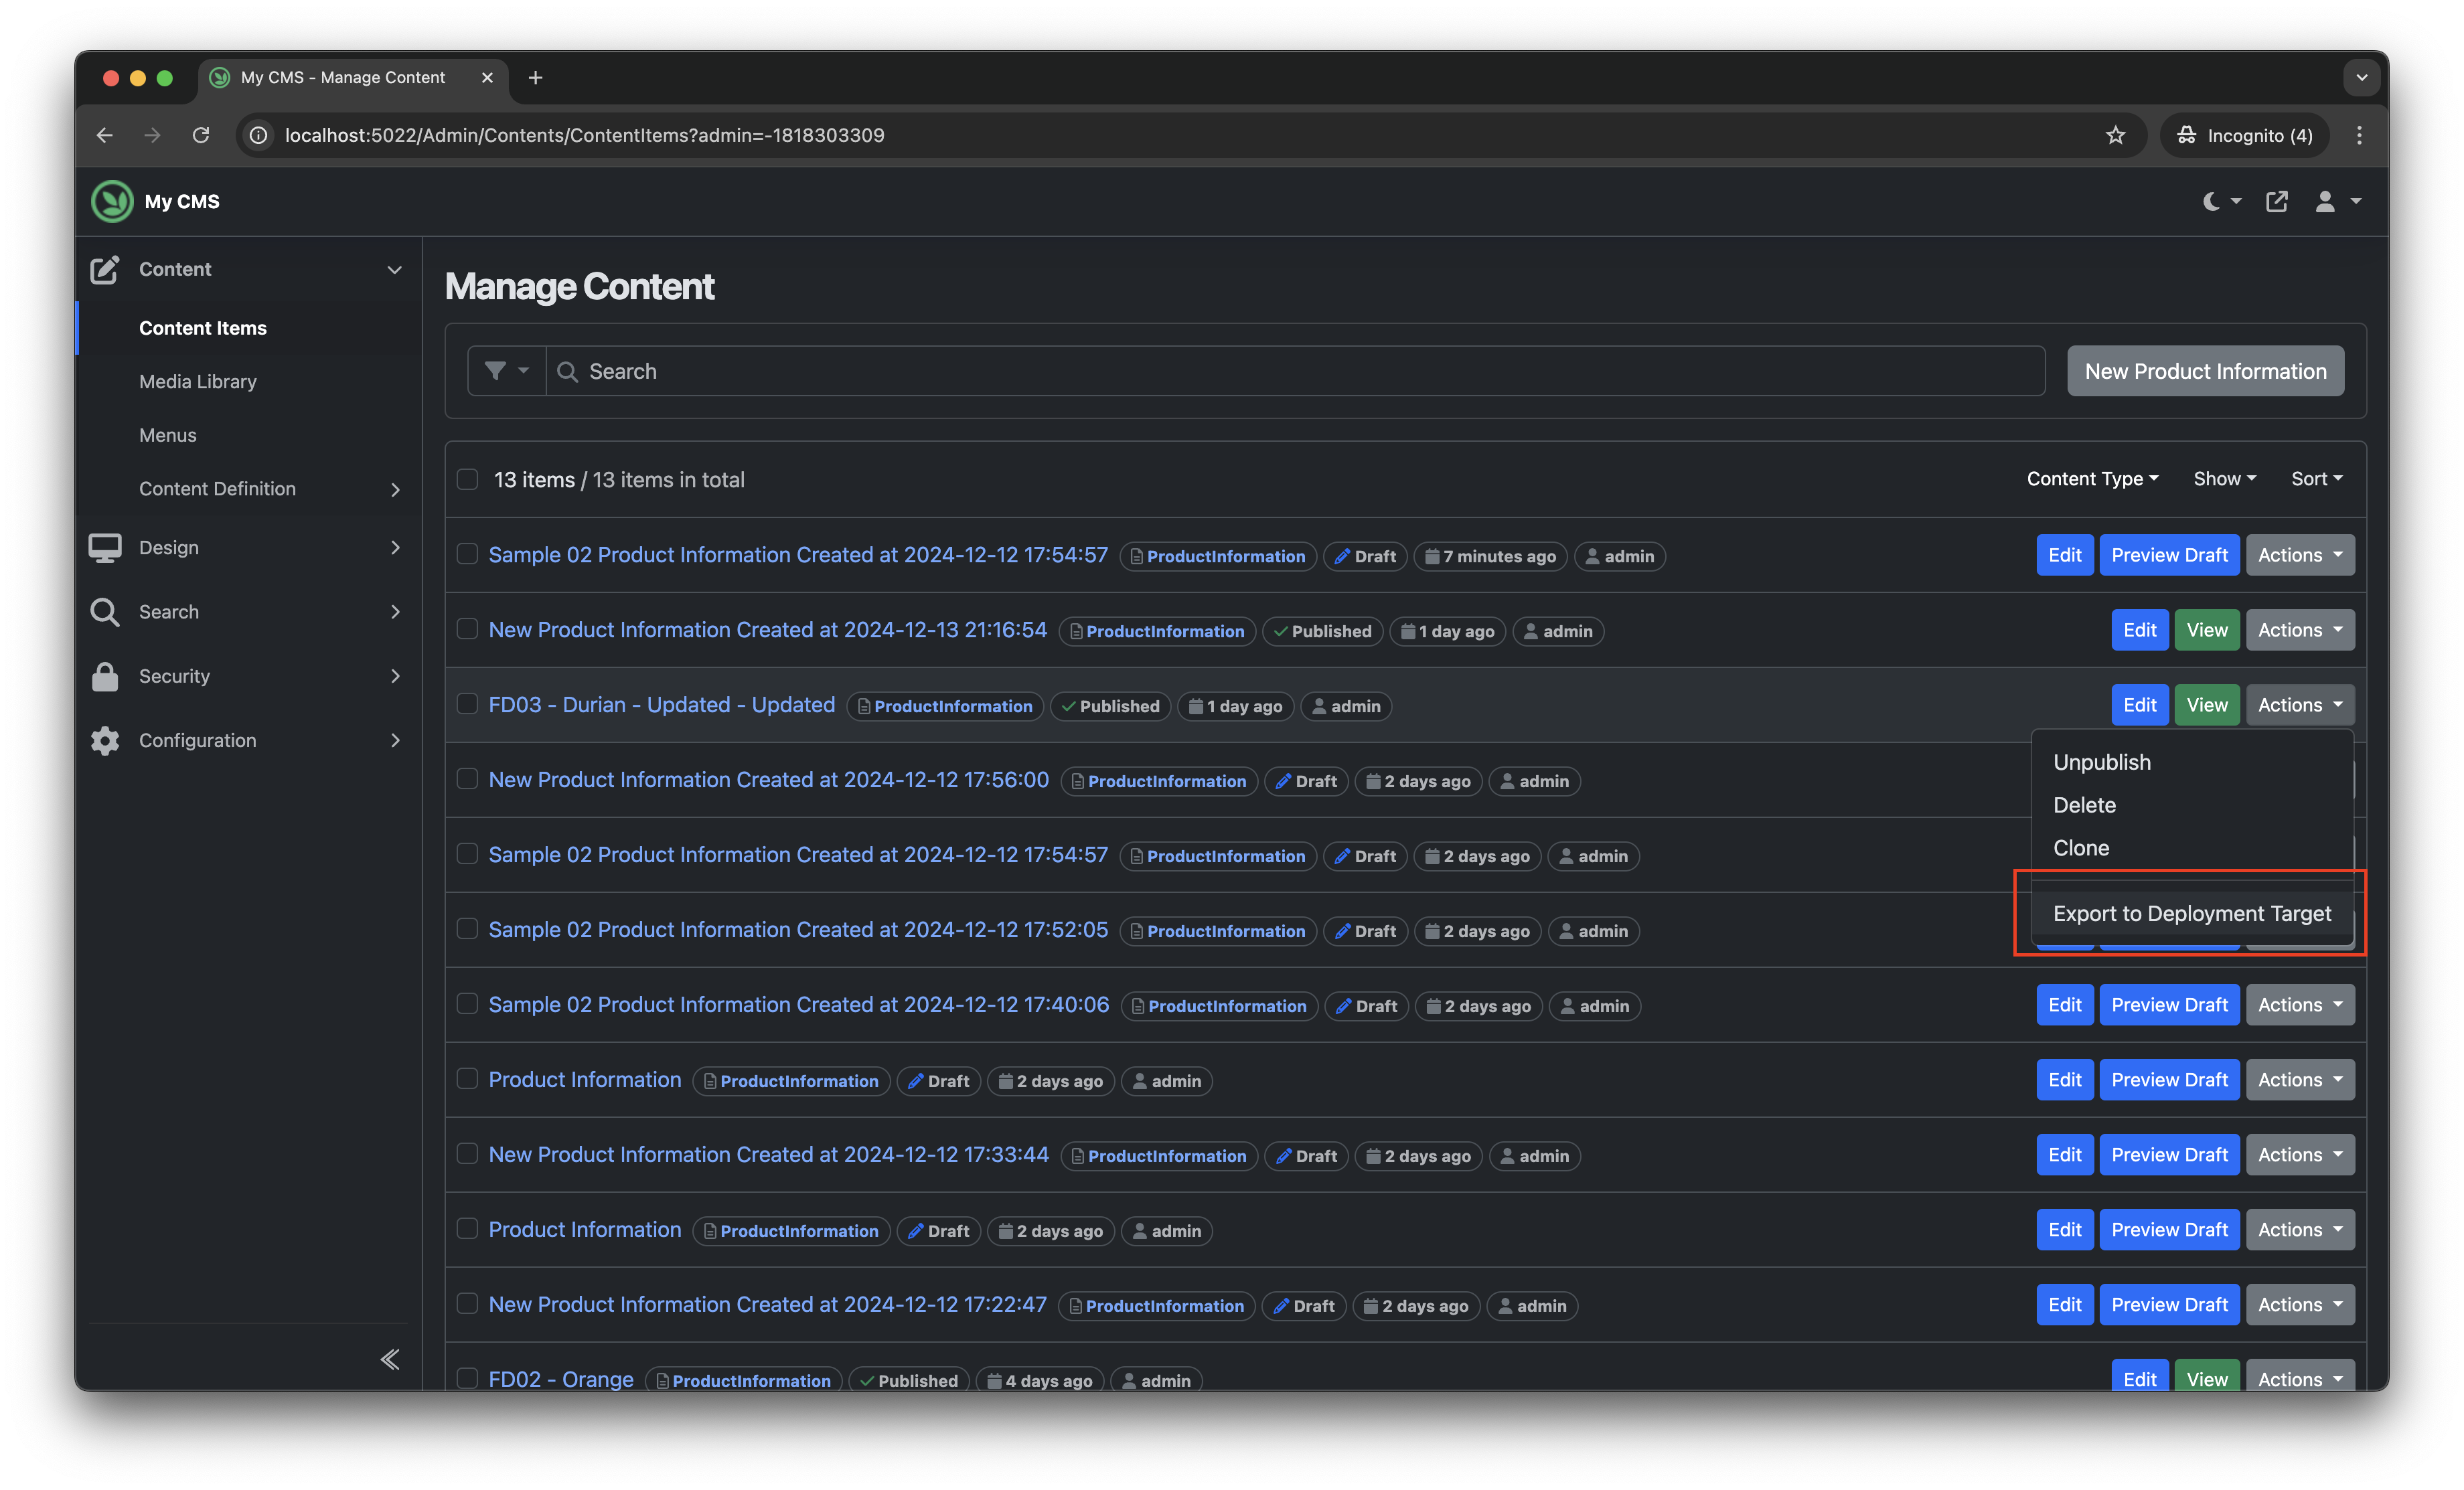 My CMS - Manage Content
localhost:5022/Admin/Contents/ContentItems?admin=-1818303309
Incognito (4)
My CMS
Content
Content Items
Media Library
Menus
Content Definition
Design
Search
Security
Configuration
Manage Content
Search
New Product Information
13 items / 13 items in total Content Type Show Sort
Sample 02 Product Information Created at 2024-12-12 17:54:57 ProductInformation Draft 7 minutes ago admin Edit Preview Draft Actions
New Product Information Created at 2024-12-13 21:16:54 ProductInformation Published 1 day ago admin Edit View Actions
FD03 - Durian - Updated - Updated ProductInformation Published 1 day ago admin Edit View Actions
Unpublish
Delete
Clone
Export to Deployment Target
New Product Information Created at 2024-12-12 17:56:00 ProductInformation Draft 2 days ago admin
Sample 02 Product Information Created at 2024-12-12 17:54:57 ProductInformation Draft 2 days ago admin
Sample 02 Product Information Created at 2024-12-12 17:52:05 ProductInformation Draft 2 days ago admin
Sample 02 Product Information Created at 2024-12-12 17:40:06 ProductInformation Draft 2 days ago admin Edit Preview Draft Actions
Product Information ProductInformation Draft 2 days ago admin Edit Preview Draft Actions
New Product Information Created at 2024-12-12 17:33:44 ProductInformation Draft 2 days ago admin Edit Preview Draft Actions
Product Information ProductInformation Draft 2 days ago admin Edit Preview Draft Actions
New Product Information Created at 2024-12-12 17:22:47 ProductInformation Draft 2 days ago admin Edit Preview Draft Actions
FD02 - Orange ProductInformation Published 4 days ago admin Edit View Actions